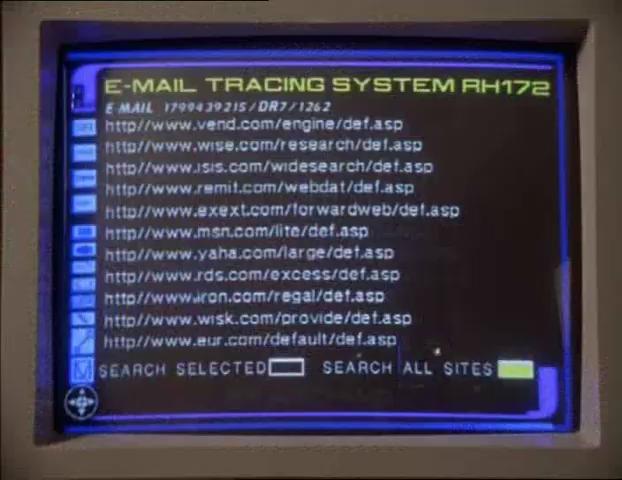 E-MAIL TRACING SYSTEM RH172
E-MAIL 1799439215/DR7/1262
http//www.vend.com/engine/def.asp
http//www.wise.com/research/def.asp
http//www.isis.com/widesearch/def.asp
http//www.remit.com/webdat/def.asp
http//www.exext.com/forwardweb/def.asp
http//www.msn.com/lite/def.asp
http//www.yaha.com/large/def.asp
http//www.rds.com/excess/def.asp
http//www.iron.com/regal/def.asp
http//www.wisk.com/provide/def.asp
http//www.eur.com/default/def.asp
SEARCH SELECTED SEARCH ALL SITES